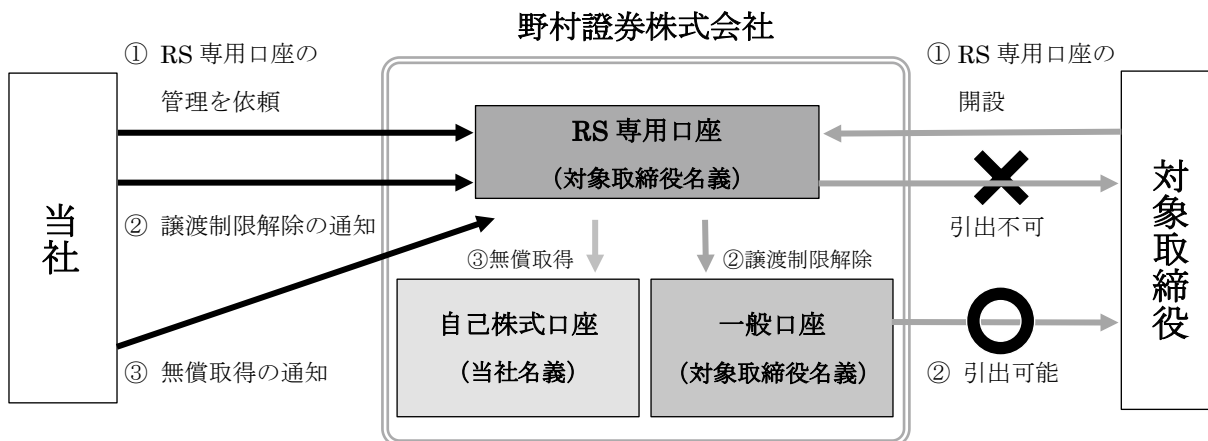 野村證券株式会社
① RS 専用口座の
管理を依頼
② 譲渡制限解除の通知
③ 無償取得の通知
当社
RS 専用口座
(対象取締役名義)
③無償取得
②譲渡制限解除
自己株式口座
(当社名義)
一般口座
(対象取締役名義)
① RS 専用口座の
開設
引出不可
② 引出可能
対象取締役